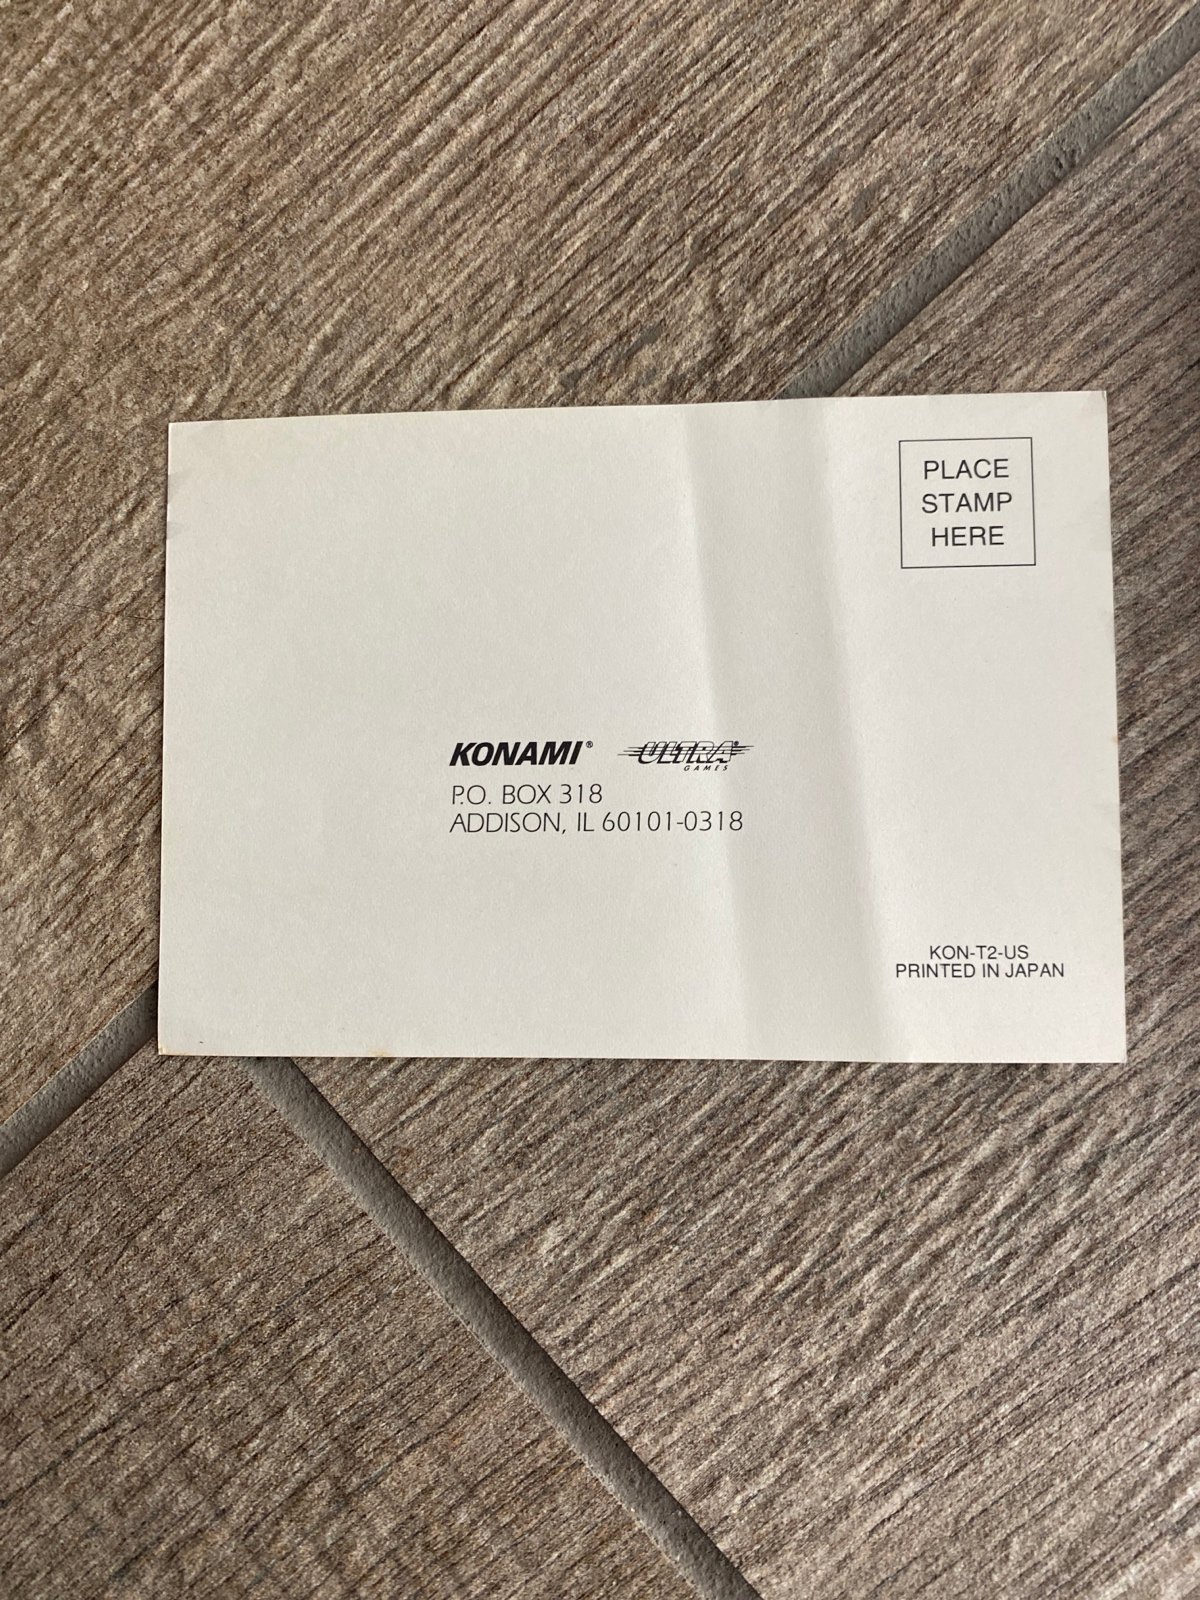 PLACE
STAMP
HERE
KONAMI® ULTRA®
GAMES
P.O. BOX 318
ADDISON, IL 60101-0318
KON-T2-US
PRINTED IN JAPAN